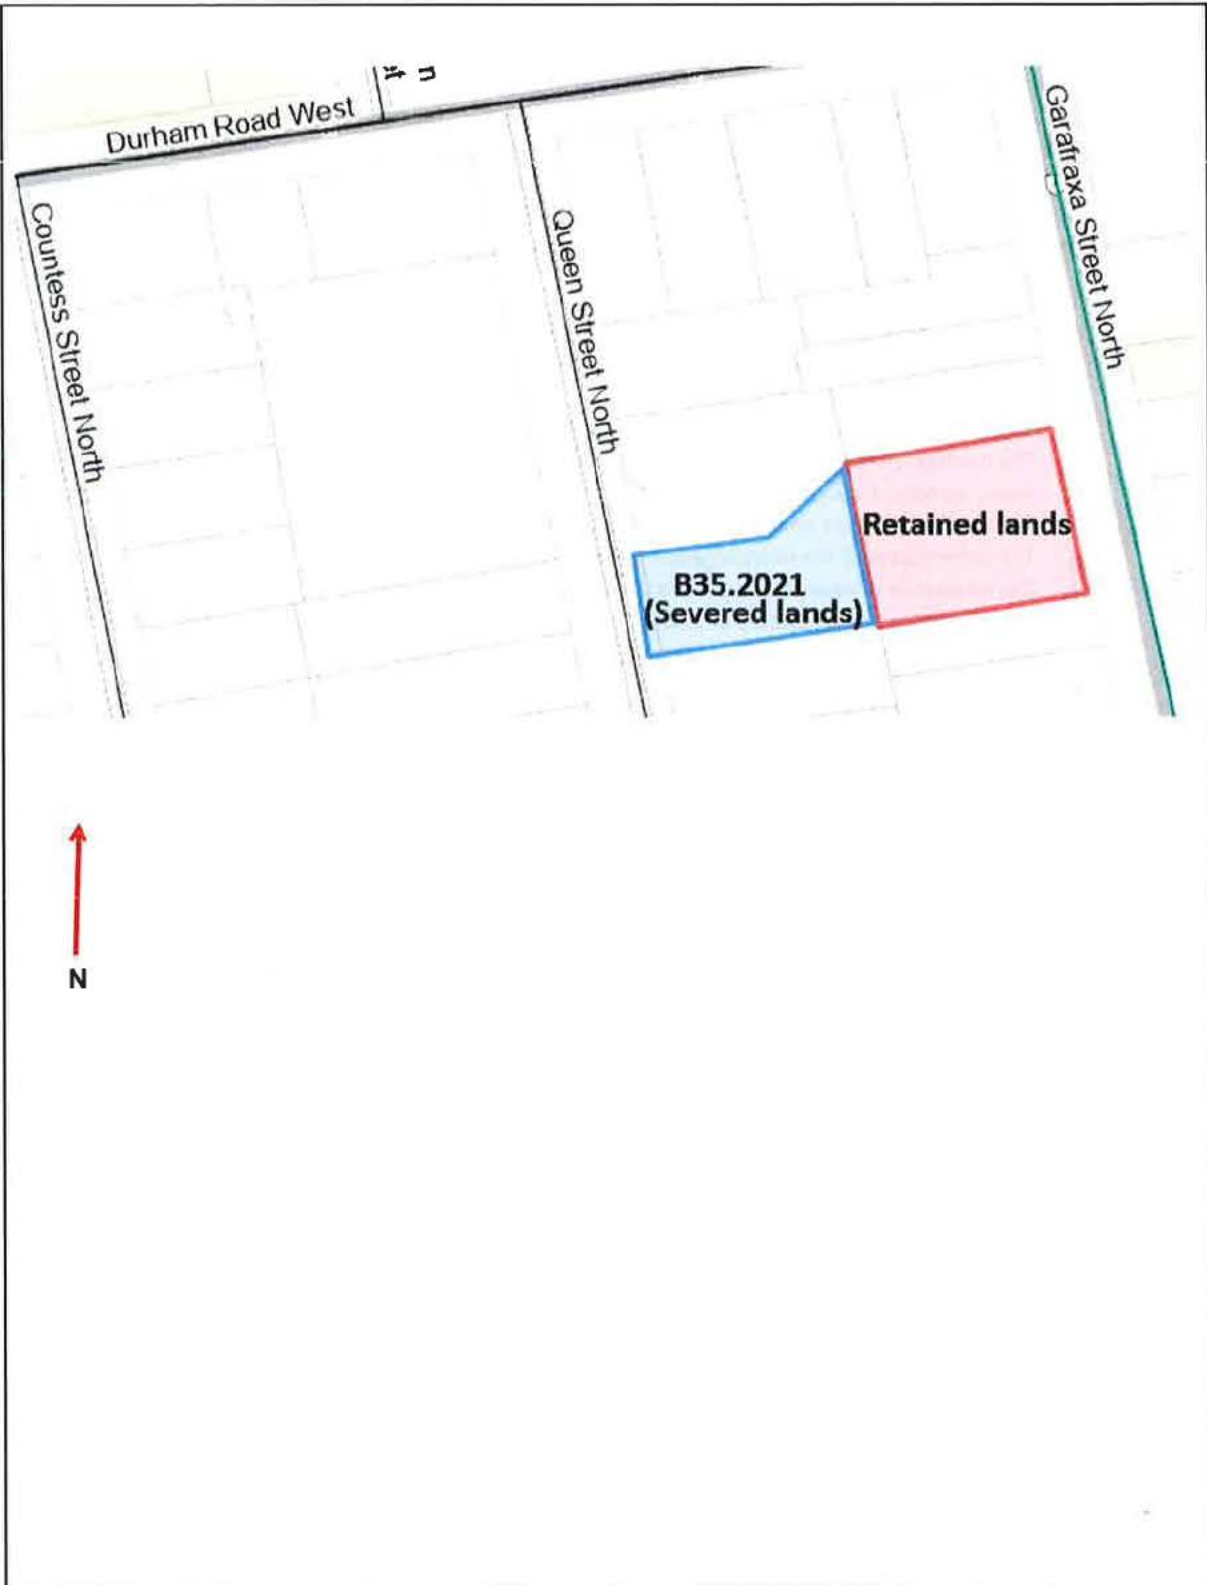 Durham Road West
Countess Street North
Queen Street North
Garafraxa Street North
Retained lands
B35.2021
(Severed lands)
N